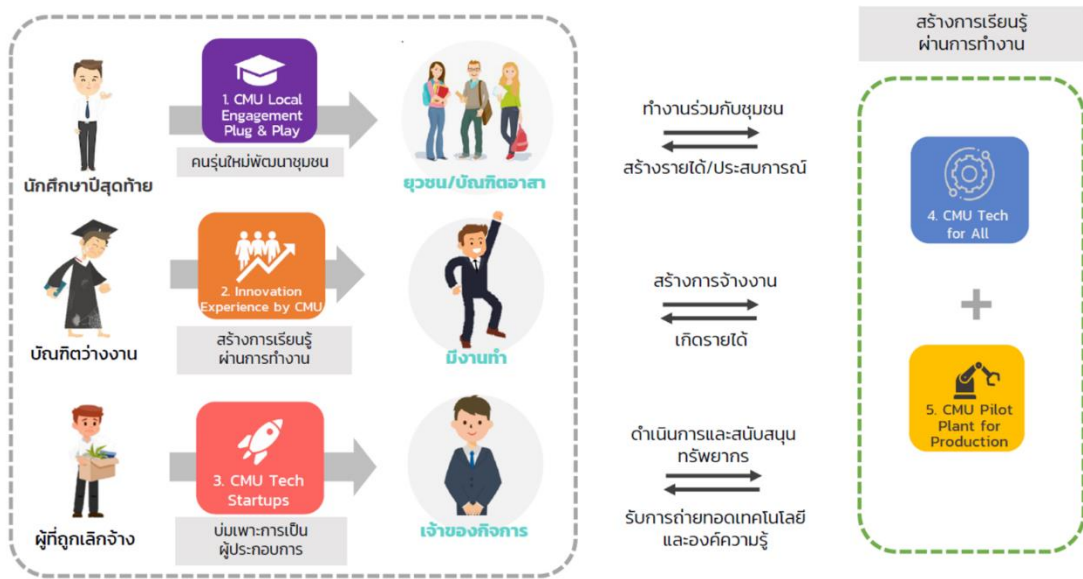 สร้างการเรียนรู้
ผ่านการทำงาน
1. CMU Local
Engagement
Plug & Play
คนรุ่นใหม่พัฒนาชุมชน
นักศึกษาปีสุดท้าย
ยุวชน/บัณฑิตอาสา
ทำงานร่วมกับชุมชน
สร้างรายได้/ประสบการณ์
4. CMU Tech
for All
2. Innovation
Experience by CMU
สร้างการเรียนรู้
ผ่านการทำงาน
บัณฑิตว่างงาน
มีงานทำ
สร้างการจ้างงาน
เกิดรายได้
5. CMU Pilot
Plant for
Production
3. CMU Tech
Startups
บ่มเพาะการเป็น
ผู้ประกอบการ
ผู้ที่ถูกเลิกจ้าง
เจ้าของกิจการ
ดำเนินการและสนับสนุน
ทรัพยากร
รับการถ่ายทอดเทคโนโลยี
และองค์ความรู้